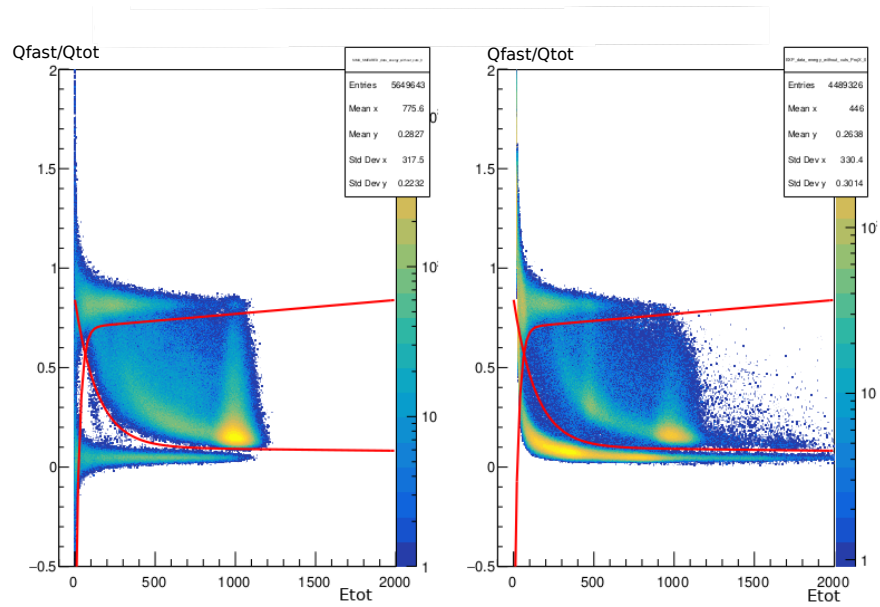 Qfast/Qtot
Entries 5649643
Mean x 775.6
Mean y 0.2827
Std Dev x 317.5
Std Dev y 0.2232
2
1.5
1
0.5
0
−0.5
0 500 1000 1500 2000
Etot
10
1
Qfast/Qtot
Entries 4489326
Mean x 446
Mean y 0.2638
Std Dev x 330.4
Std Dev y 0.3014
2
1.5
1
0.5
0
−0.5
0 500 1000 1500 2000
Etot
10
1